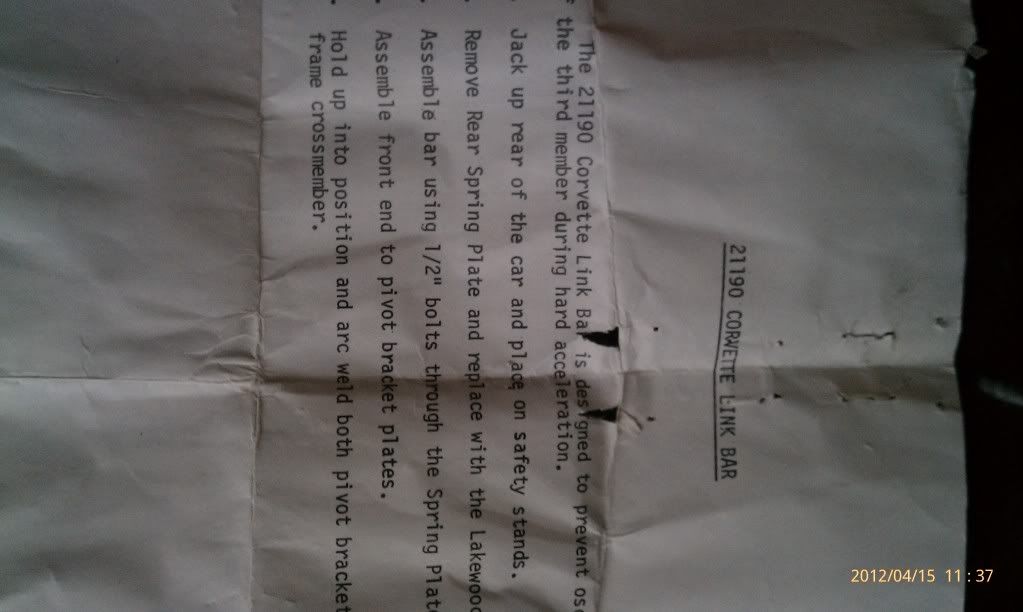 21190 CORVETTE LINK BAR
The 21190 Corvette Link Bar is designed to prevent osc
the third member during hard acceleration.
Jack up rear of the car and place on safety stands.
Remove Rear Spring Plate and replace with the Lakewood
Assemble bar using 1/2" bolts through the Spring Plat
Assemble front end to pivot bracket plates.
Hold up into position and arc weld both pivot bracket
frame crossmember.
2012/04/15 11:37